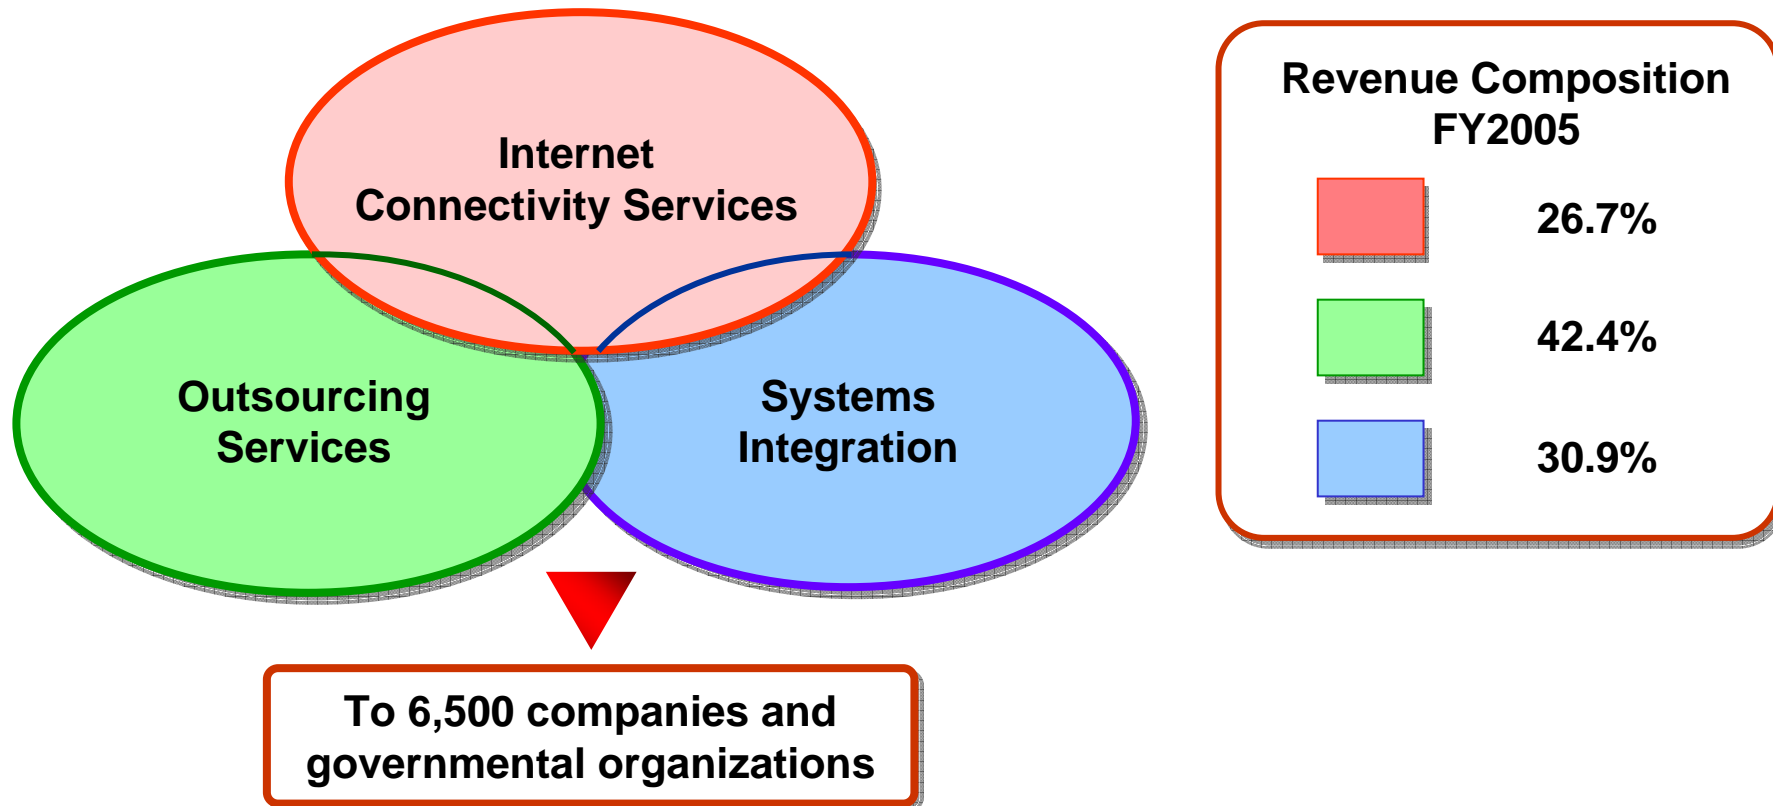 Internet
Connectivity Services
Outsourcing
Services
Systems
Integration
To 6,500 companies and
governmental organizations
Revenue Composition
FY2005
26.7%
42.4%
30.9%